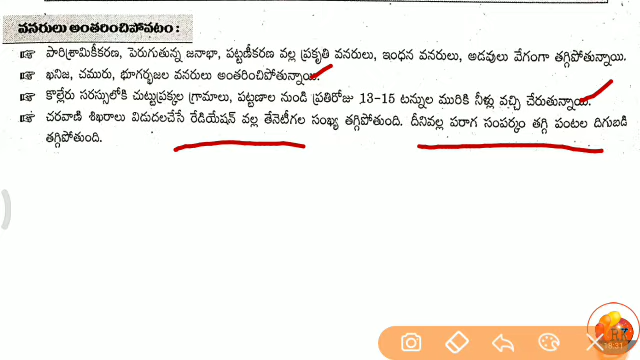 వనరులు అంతరించిపోవటం :
☞ పారిశ్రామికీకరణ, పెరుగుతున్న జనాభా, పట్టణీకరణ వల్ల ప్రకృతి వనరులు, ఇంధన వనరులు, అడవులు వేగంగా తగ్గిపోతున్నాయి.
☞ ఖనిజ, చమురు, భూగర్భజల వనరులు అంతరించిపోతున్నాయి.
☞ కొల్లేరు సరస్సులోకి చుట్టుప్రక్కల గ్రామాలు, పట్టణాల నుండి ప్రతిరోజు 13-15 టన్నుల మురికి నీళ్లు వచ్చి చేరుతున్నాయి.
☞ చరవాణి శిఖరాలు విడుదలచేసే రేడియేషన్ వల్ల తేనెటీగల సంఖ్య తగ్గిపోతుంది. దీనివల్ల పరాగ సంపర్కం తగ్గి పంటల దిగుబడి
తగ్గిపోతుంది.
18:31